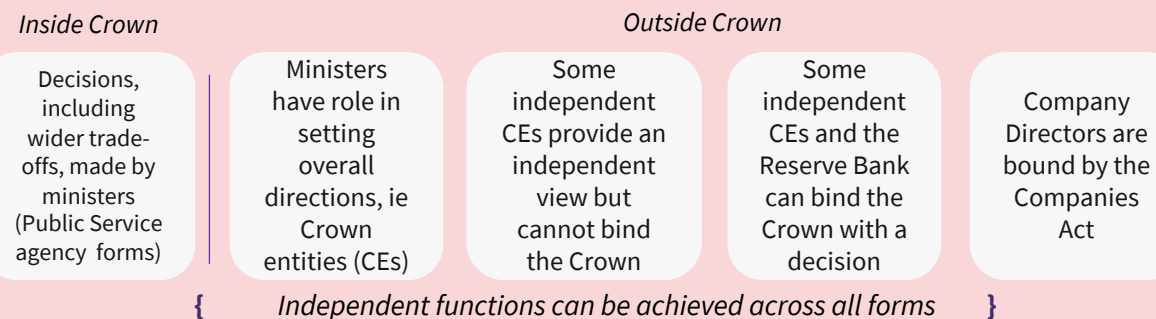 Inside Crown
Outside Crown
Decisions,
including
wider trade-
offs, made by
ministers
(Public Service
agency forms)
Ministers
have role in
setting
overall
directions, ie
Crown
entities (CEs)
Some
independent
CEs provide an
independent
view but
cannot bind
the Crown
Some
independent
CEs and the
Reserve Bank
can bind the
Crown with a
decision
Company
Directors are
bound by the
Companies
Act
{ Independent functions can be achieved across all forms }